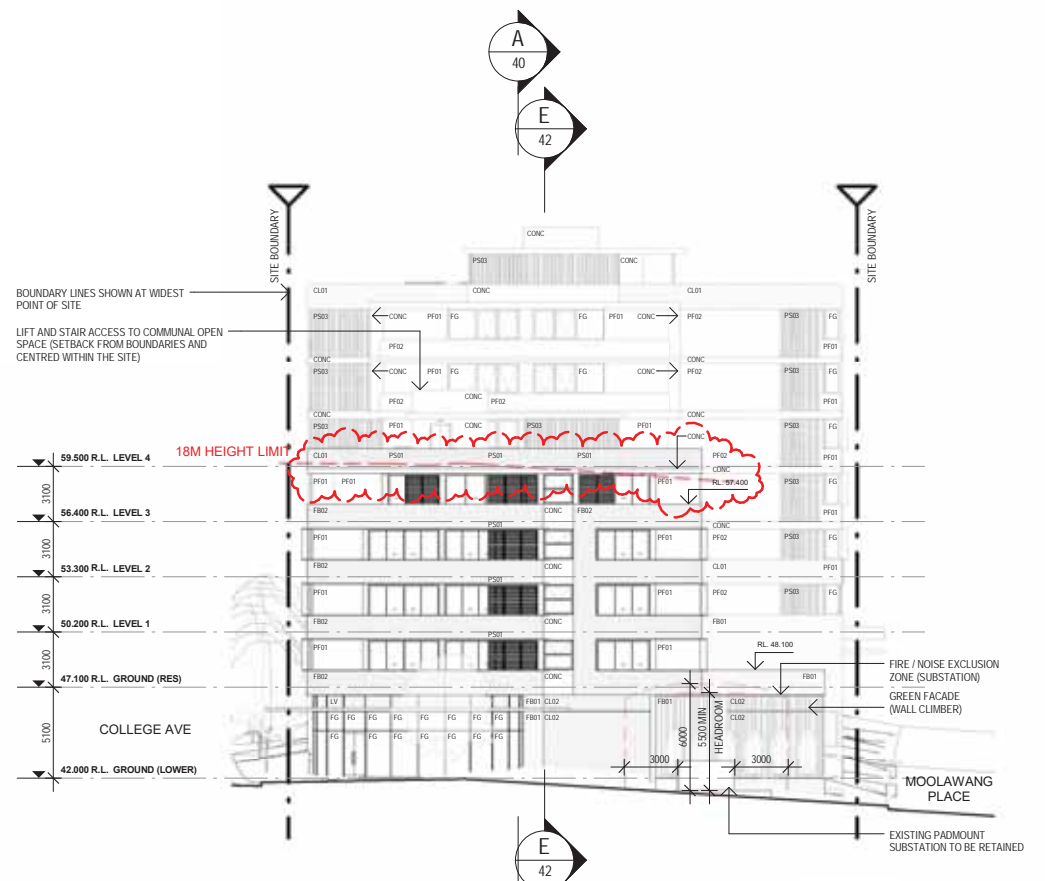 A
40
E
42
SITE BOUNDARY
SITE BOUNDARY
CONC
PS03 CONC
BOUNDARY LINES SHOWN AT WIDEST
POINT OF SITE
CL01 CONC CL01
LIFT AND STAIR ACCESS TO COMMUNAL OPEN
SPACE (SETBACK FROM BOUNDARIES AND
CENTRED WITHIN THE SITE)
PS03 CONC PF01 FG FG PF01 CONC PF02 PS03 FG
PF02 PF01
CONC CONC
PS03 CONC PF01 FG FG CONC PF02 PS03 FG
CONC
PF02 PF02 PF01
CONC CONC
PS03 PF01 CONC PS03 PF01 PS03 FG
CONC
18M HEIGHT LIMIT
59.500 R.L. LEVEL 4
CL01 PS01 PS01 PS01 PF02 PF01
CONC
3100
PF01 PF01 PF01 RL. 57.400 PS03 FG
56.400 R.L. LEVEL 3
FB02 CONC FB02 PF01
PS01 CONC
3100
PF01 PF01 PF02 PS03 FG
53.300 R.L. LEVEL 2
FB02 CONC CL01 PF01
PS01
3100
PF01 PF01 PF02 PS03 FG
50.200 R.L. LEVEL 1
FB02 CONC FB01
PS01
3100
PF01 PF01 RL. 48.100
47.100 R.L. GROUND (RES)
FB02 CONC FB01
FIRE / NOISE EXCLUSION
ZONE (SUBSTATION)
GREEN FACADE
(WALL CLIMBER)
LV FB01 CL02 FB01 CL02
FG FG FG FG FG FG FB01 CL02 CL02
FG FG FG FG FG FG
5100
COLLEGE AVE
6000
5500 MIN
HEADROOM
3000 3000
42.000 R.L. GROUND (LOWER)
MOOLAWANG
PLACE
EXISTING PADMOUNT
SUBSTATION TO BE RETAINED
E
42